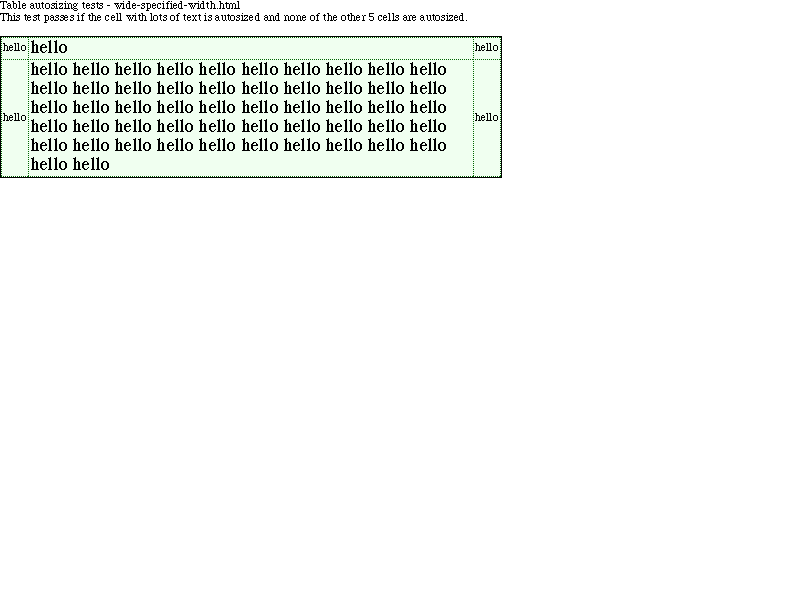 Table autosizing tests - wide-specified-width.html
This test passes if the cell with lots of text is autosized and none of the other 5 cells are autosized.
hello hello hello
hello hello hello hello hello hello hello hello hello hello
hello hello hello hello hello hello hello hello hello hello
hello hello hello hello hello hello hello hello hello hello
hello hello hello hello hello hello hello hello hello hello hello hello
hello hello hello hello hello hello hello hello hello hello
hello hello